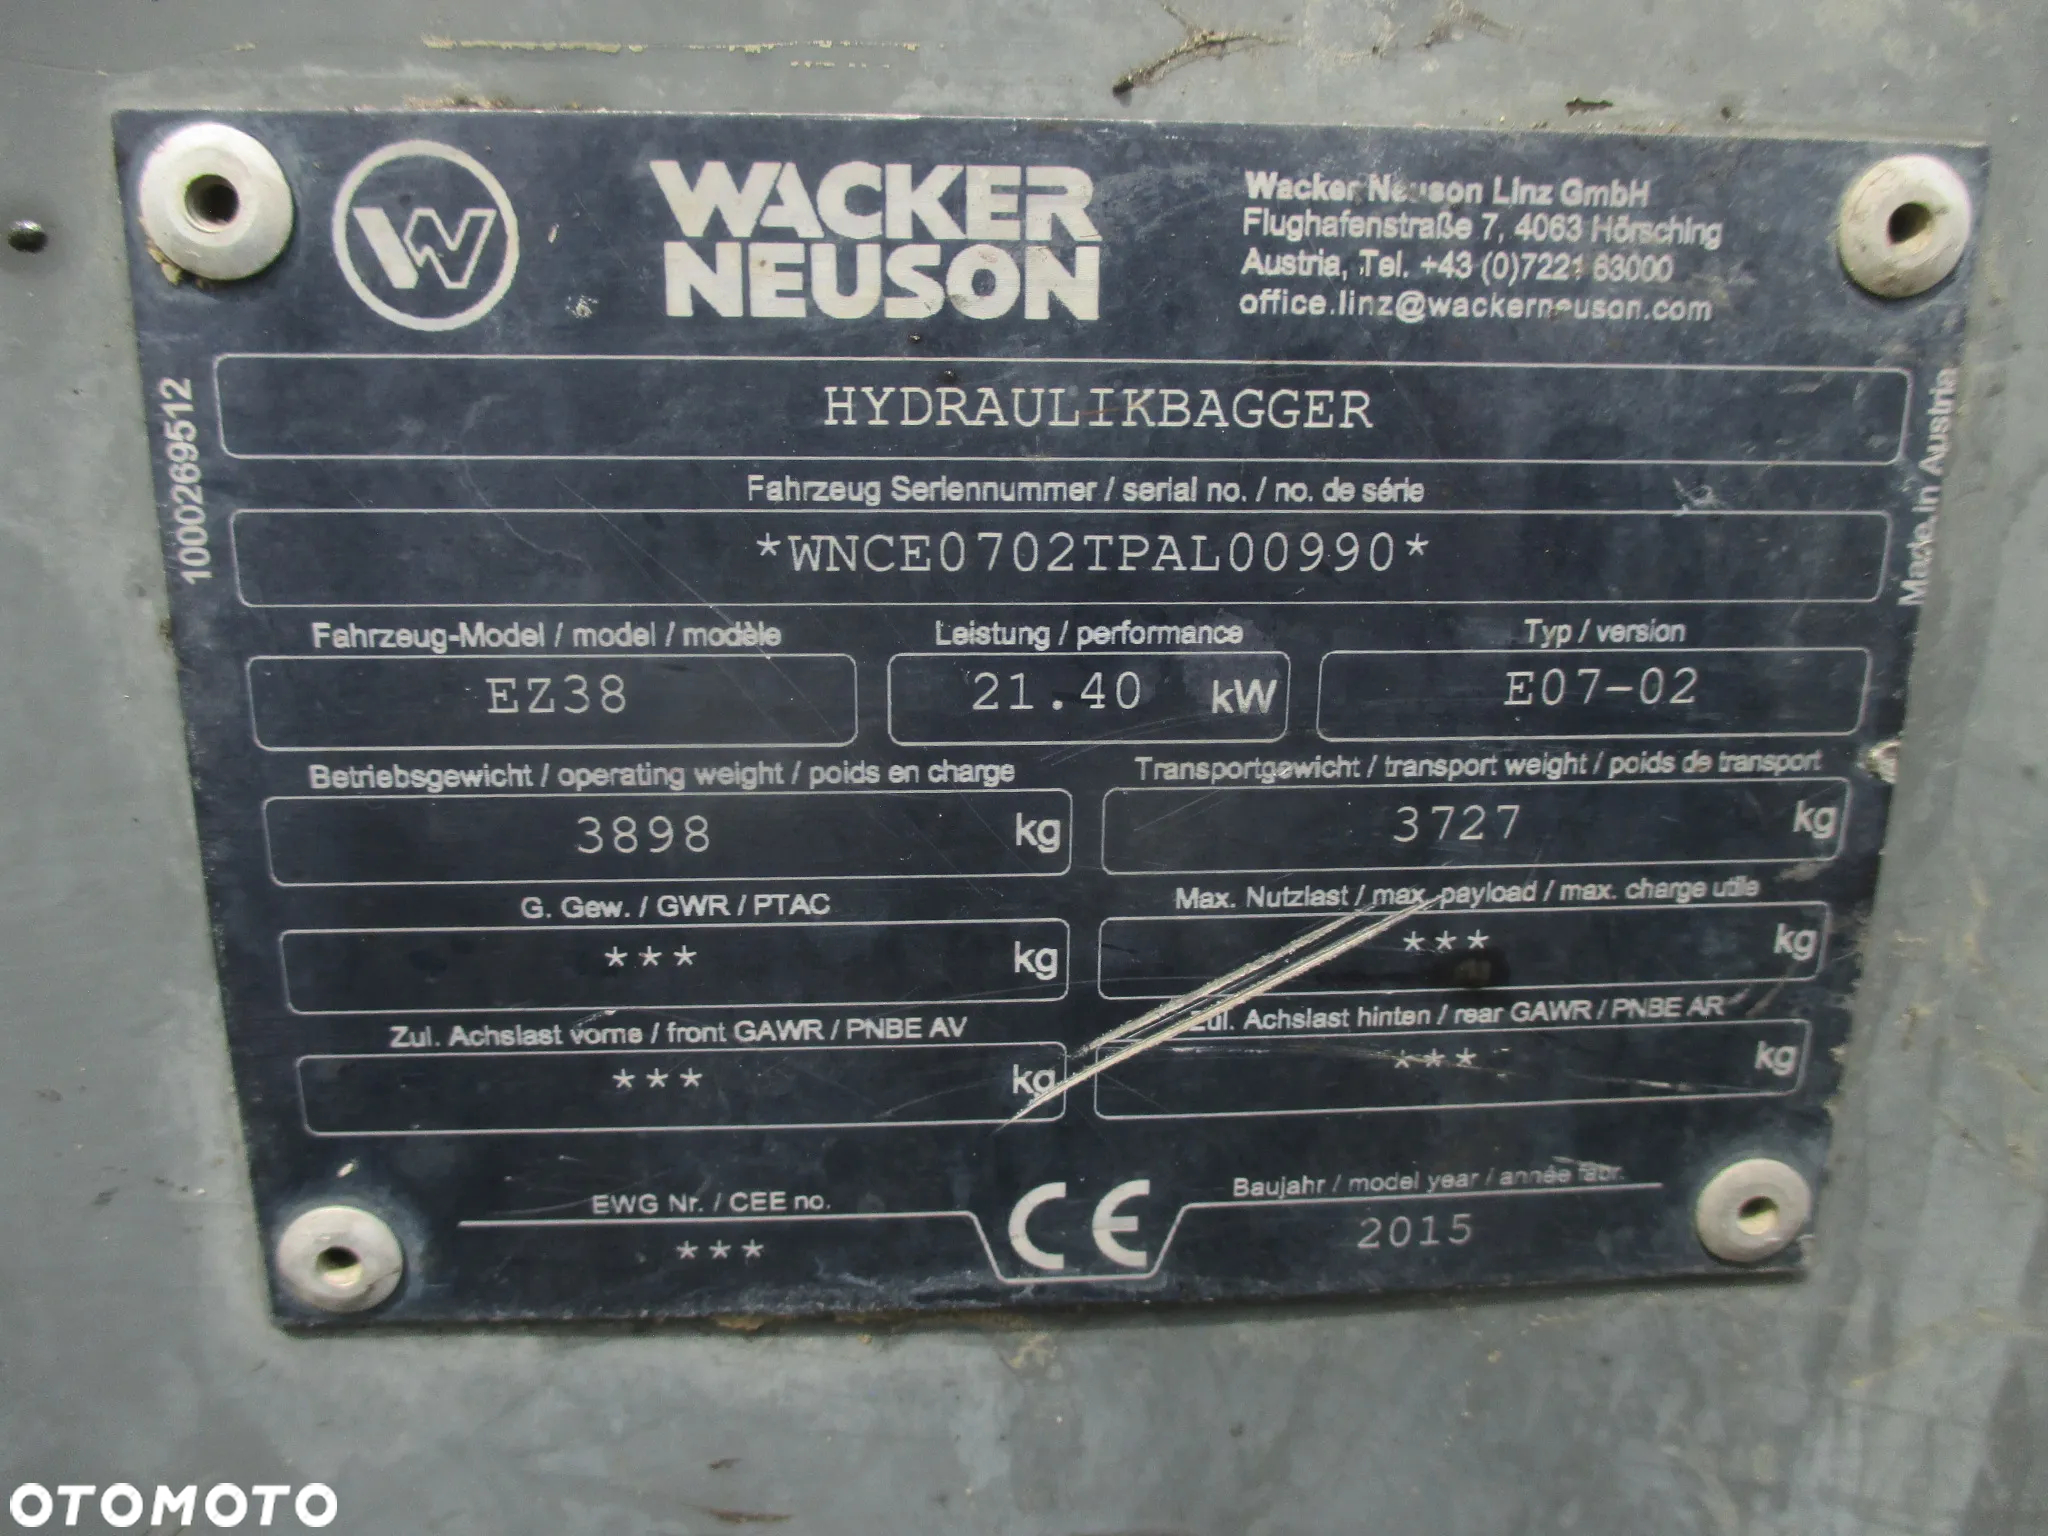 WACKER
NEUSON
Wacker Neuson Linz GmbH
Flughafenstraße 7, 4063 Hörsching
Austria, Tel. +43 (0)7221 63000
office.linz@wackerneuson.com
1000269512
HYDRAULIKBAGGER
Made in Austria
Fahrzeug Seriennummer / serial no. / no. de série
*WNCE0702TPAL00990*
Fahrzeug-Model / model / modèle
EZ38
Leistung / performance
21.40 kW
Typ / version
E07-02
Betriebsgewicht / operating weight / poids en charge
3898 kg
Transportgewicht / transport weight / poids de transport
3727 kg
G. Gew. / GWR / PTAC
*** kg
Max. Nutzlast / max. payload / max. charge utile
*** kg
Zul. Achslast vorne / front GAWR / PNBE AV
*** kg
Zul. Achslast hinten / rear GAWR / PNBE AR
*** kg
EWG Nr. / CEE no.
***
CE
Baujahr / model year / année fabr.
2015
OTOMOTO